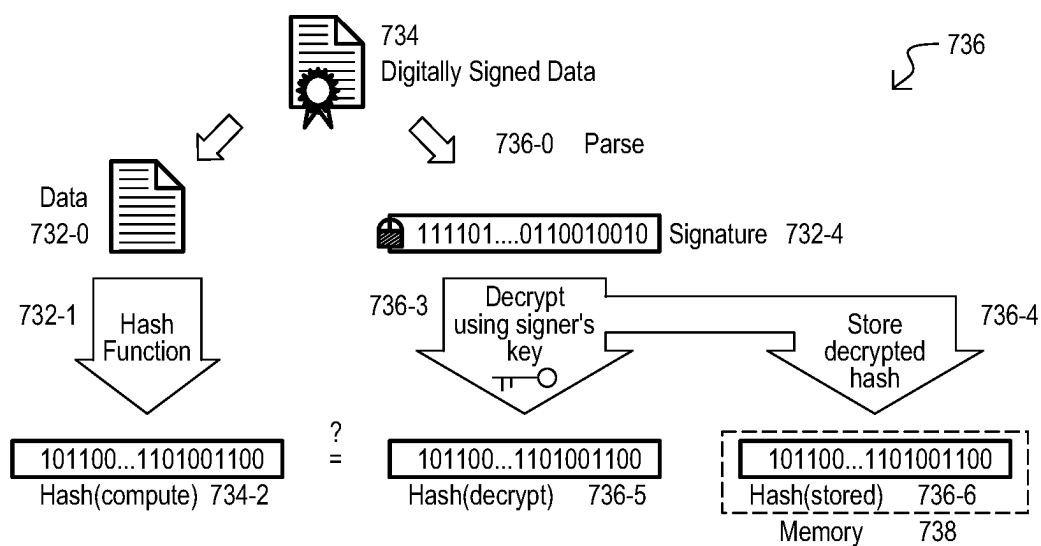 734
Digitally Signed Data
736
736-0 Parse
Data
732-0
111101....0110010010
Signature 732-4
732-1
Hash
Function
736-3
Decrypt
using signer's
key
Store
decrypted
hash
736-4
101100...1101001100
?
=
101100...1101001100
101100...1101001100
Hash(compute) 734-2
Hash(decrypt) 736-5
Hash(stored) 736-6
Memory 738